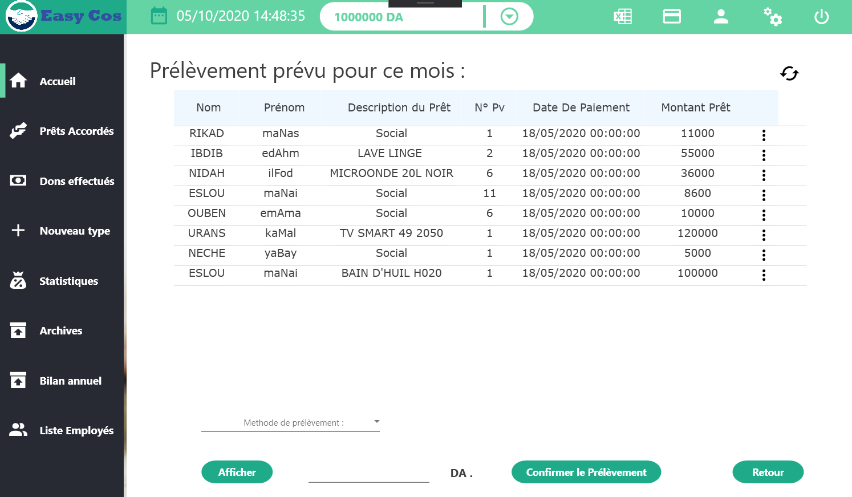 Easy Cos
05/10/2020 14:48:35
1000000 DA
Accueil
Prêts Accordés
Dons effectués
Nouveau type
Statistiques
Archives
Bilan annuel
Liste Employés
Prélèvement prévu pour ce mois :
Nom Prénom Description du Prêt N° Pv Date De Paiement Montant Prêt
RIKAD maNas Social 1 18/05/2020 00:00:00 11000
IBDIB edAhm LAVE LINGE 2 18/05/2020 00:00:00 55000
NIDAH ilFod MICROONDE 20L NOIR 6 18/05/2020 00:00:00 36000
ESLOU maNai Social 11 18/05/2020 00:00:00 8600
OUBEN emAma Social 6 18/05/2020 00:00:00 10000
URANS kaMal TV SMART 49 2050 1 18/05/2020 00:00:00 120000
NECHE yaBay Social 1 18/05/2020 00:00:00 5000
ESLOU maNai BAIN D'HUIL H020 1 18/05/2020 00:00:00 100000
Methode de prélèvement :
Afficher DA . Confirmer le Prélèvement Retour